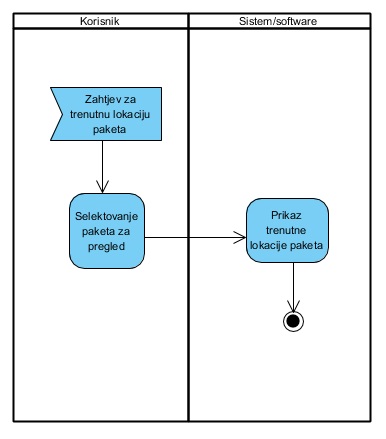 Korisnik
Sistem/software
Zahtjev za
trenutnu lokaciju
paketa
Selektovanje
paketa za
pregled
Prikaz
trenutne
lokacije paketa